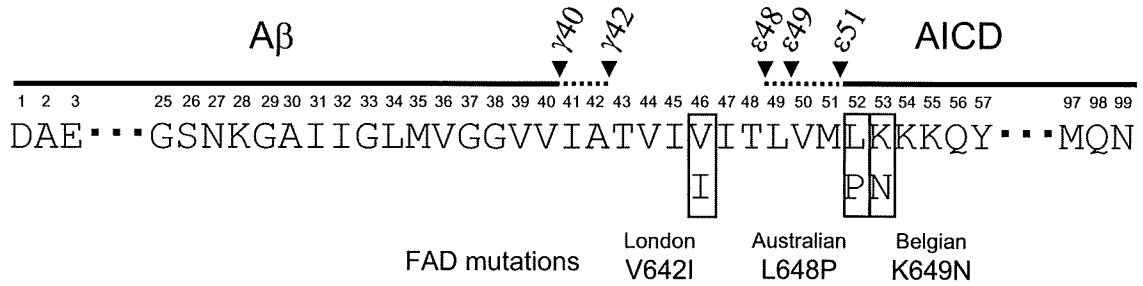 Aβ γ40 γ42 ε48 ε49 ε51 AICD
1 2 3 25 26 27 28 29 30 31 32 33 34 35 36 37 38 39 40 41 42 43 44 45 46 47 48 49 50 51 52 53 54 55 56 57 97 98 99
DAE···GSNKGAIIGLMVGGVVIATVIVITLVMLKKKQY···MQN
I PN
London Australian Belgian
FAD mutations V642I L648P K649N